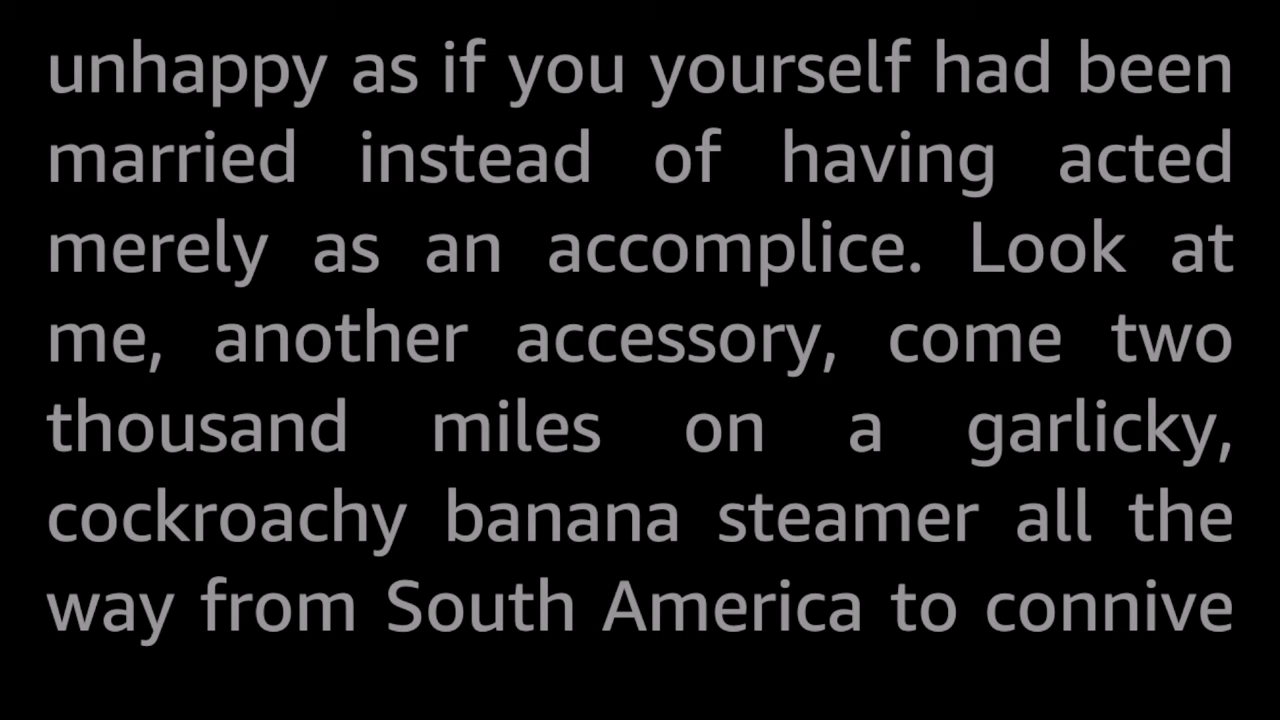 unhappy as if you yourself had been
married instead of having acted
merely as an accomplice. Look at
me, another accessory, come two
thousand miles on a garlicky,
cockroachy banana steamer all the
way from South America to connive